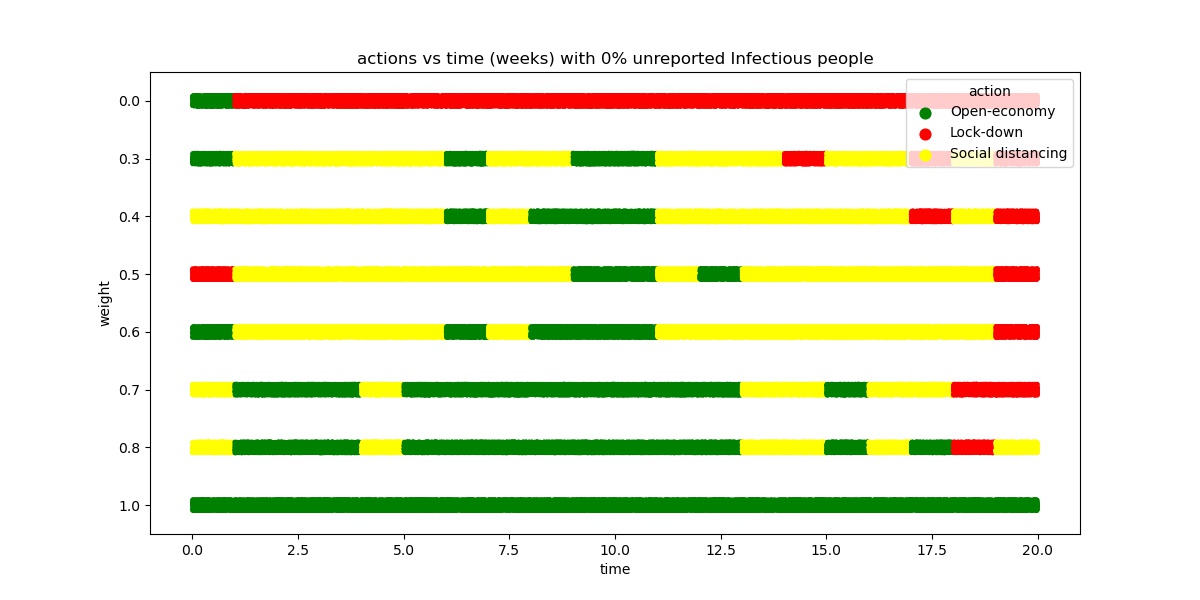 actions vs time (weeks) with 0% unreported Infectious people
action
Open-economy
Lock-down
Social distancing
weight
0.0
0.3
0.4
0.5
0.6
0.7
0.8
1.0
0.0 2.5 5.0 7.5 10.0 12.5 15.0 17.5 20.0
time